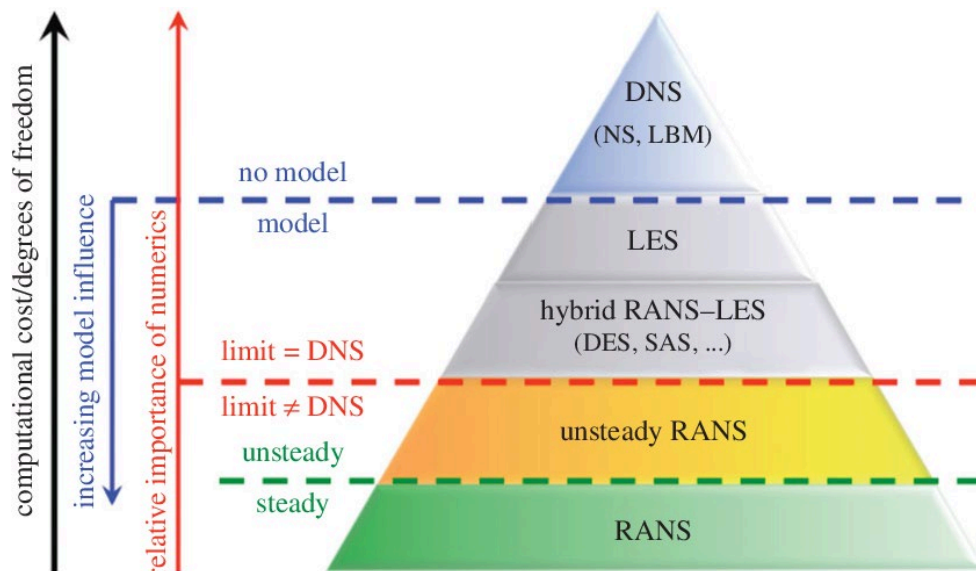 computational cost/degrees of freedom
increasing model influence
relative importance of numerics
DNS
(NS, LBM)
no model
model
LES
hybrid RANS–LES
(DES, SAS, ...)
limit = DNS
limit ≠ DNS
unsteady RANS
unsteady
steady
RANS